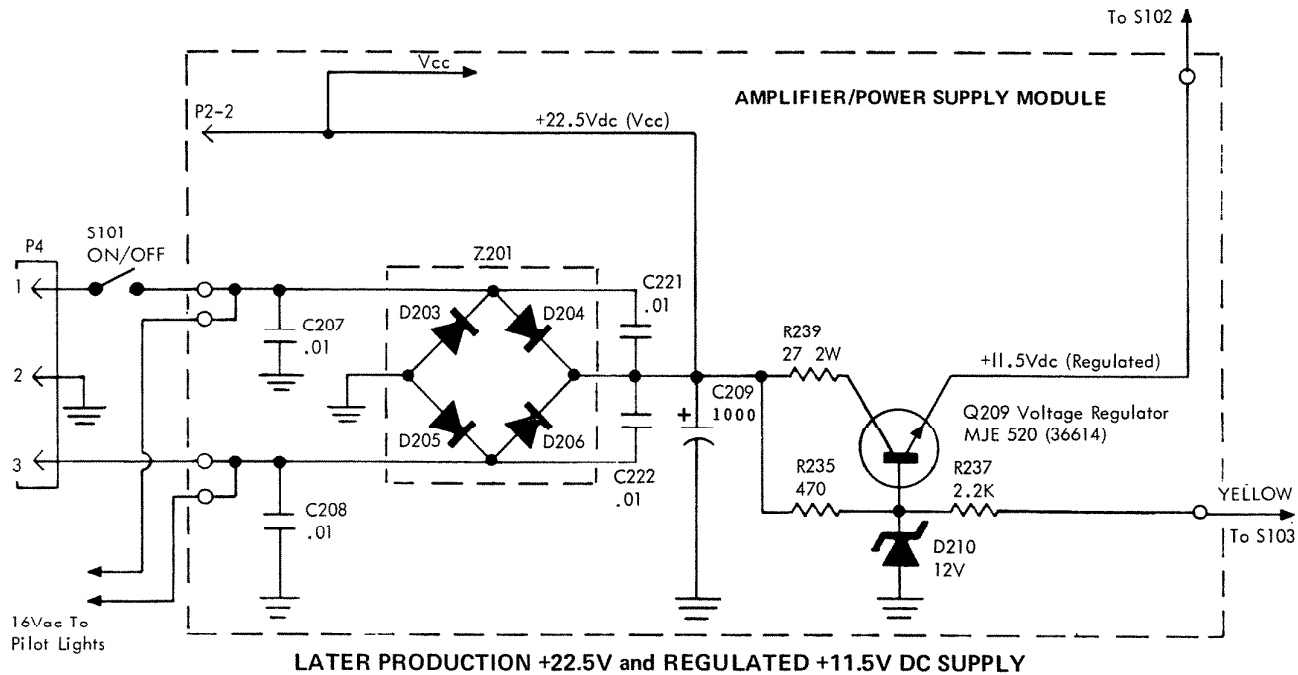 To S102
Vcc
AMPLIFIER/POWER SUPPLY MODULE
P2-2
+22.5Vdc (Vcc)
S101
ON/OFF
P4
Z201
1
C221
.01
D203
D204
C207
.01
R239
27 2W
+11.5Vdc (Regulated)
2
C209
1000
+
Q209 Voltage Regulator
MJE 520 (36614)
D205
D206
3
C222
.01
R235
470
R237
2.2K
C208
.01
YELLOW
To S103
D210
12V
16Vac To
Pilot Lights
LATER PRODUCTION +22.5V and REGULATED +11.5V DC SUPPLY